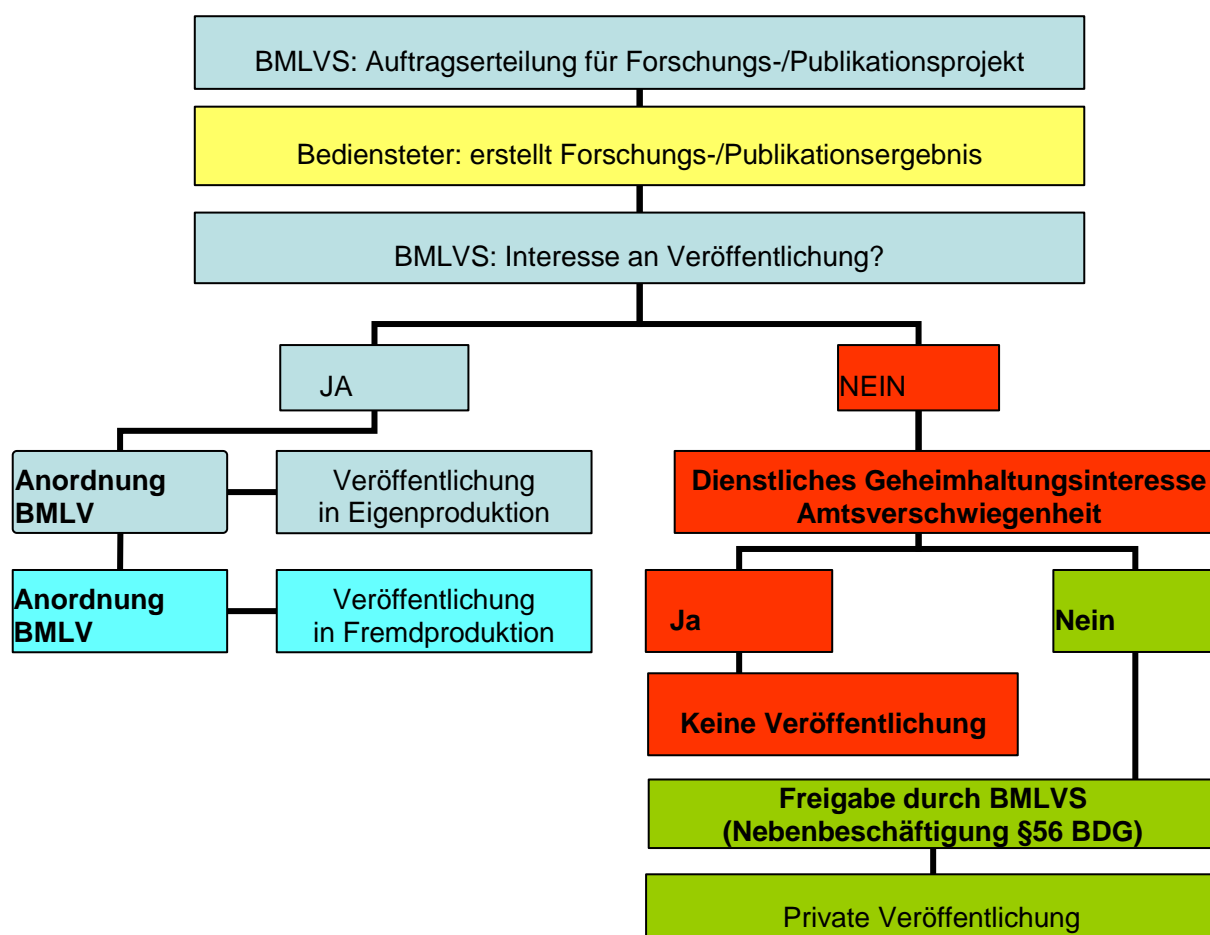 BMLVS: Auftragserteilung für Forschungs-/Publikationsprojekt
Bediensteter: erstellt Forschungs-/Publikationsergebnis
BMLVS: Interesse an Veröffentlichung?
JA
NEIN
Anordnung
BMLV
Veröffentlichung
in Eigenproduktion
Dienstliches Geheimhaltungsinteresse
Amtsverschwiegenheit
Anordnung
BMLV
Veröffentlichung
in Fremdproduktion
Ja
Nein
Keine Veröffentlichung
Freigabe durch BMLVS
(Nebenbeschäftigung §56 BDG)
Private Veröffentlichung